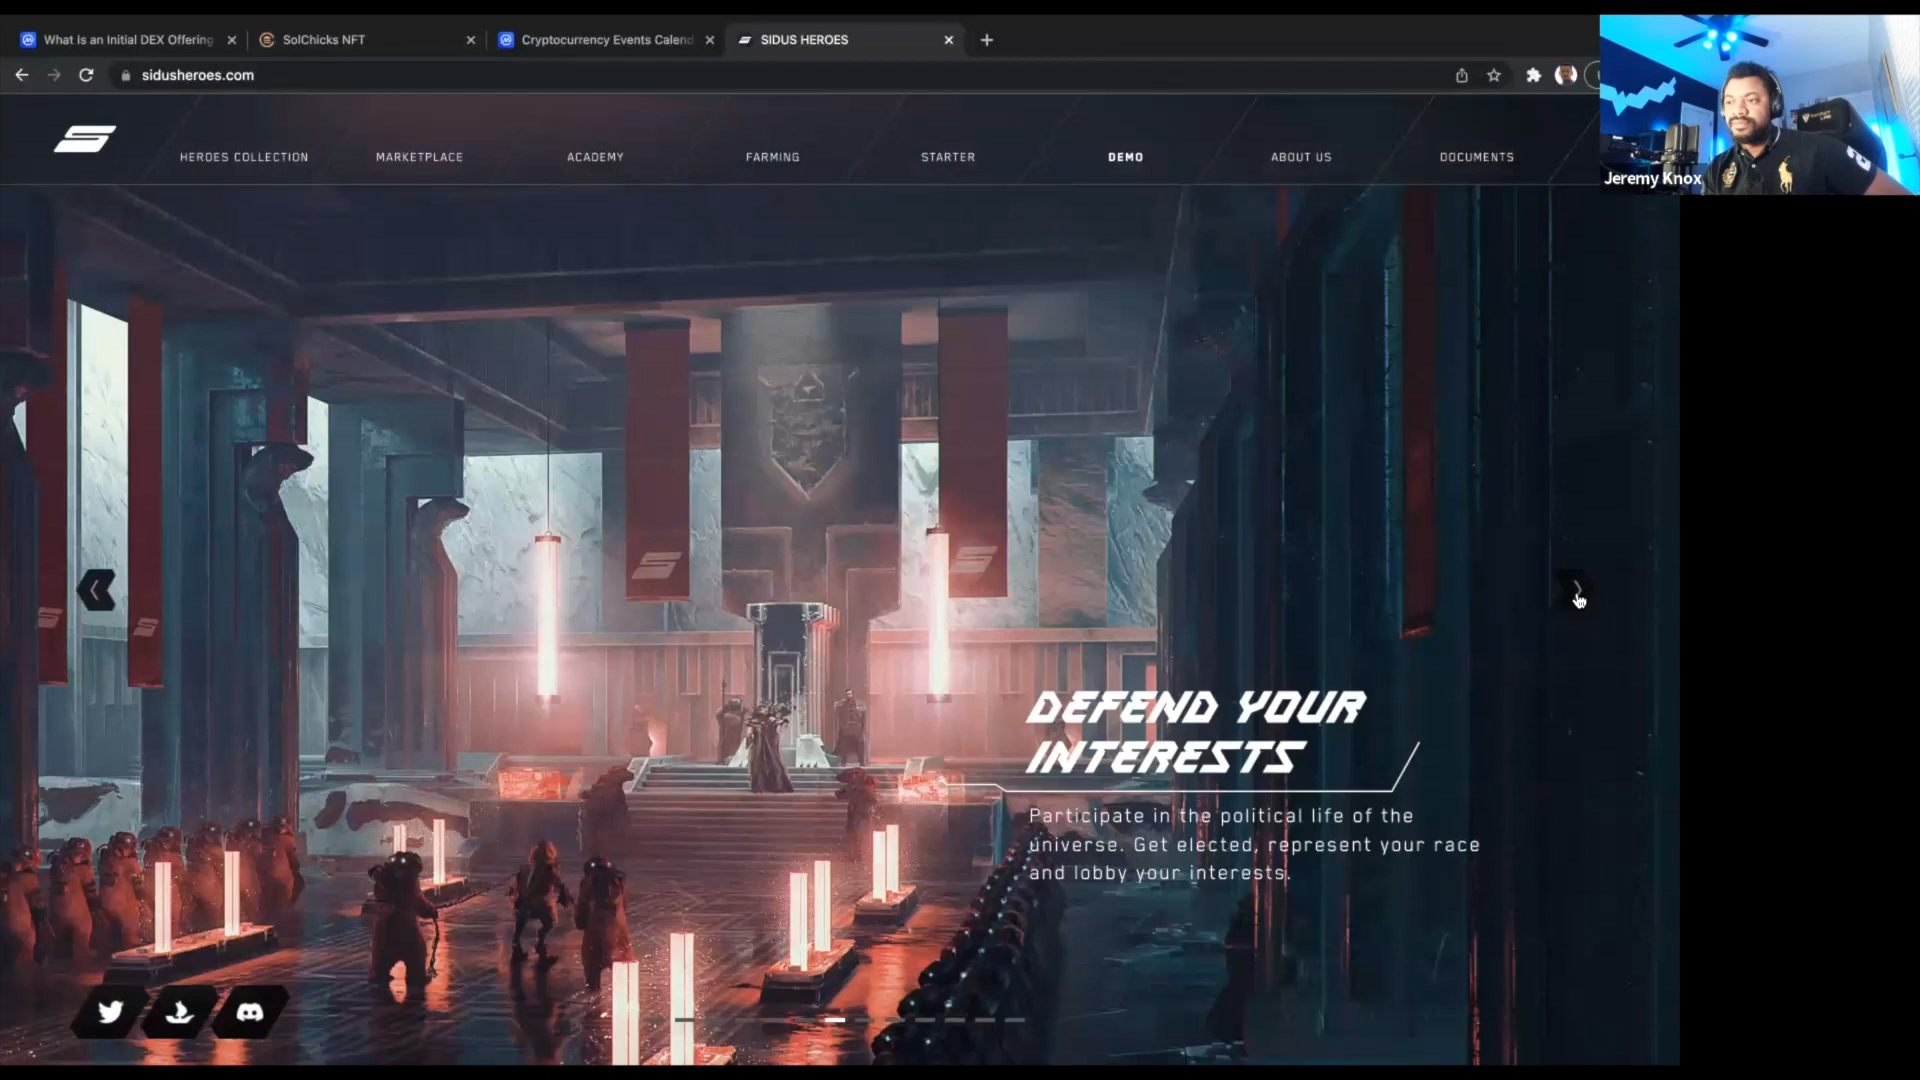 What Is an Initial DEX Offering
SolChicks NFT
Cryptocurrency Events Calend
SIDUS HEROES
sidusheroes.com
HEROES COLLECTION
MARKETPLACE
ACADEMY
FARMING
STARTER
DEMO
ABOUT US
DOCUMENTS
Jeremy Knox
DEFEND YOUR
INTERESTS
Participate in the political life of the
universe. Get elected, represent your race
and lobby your interests.